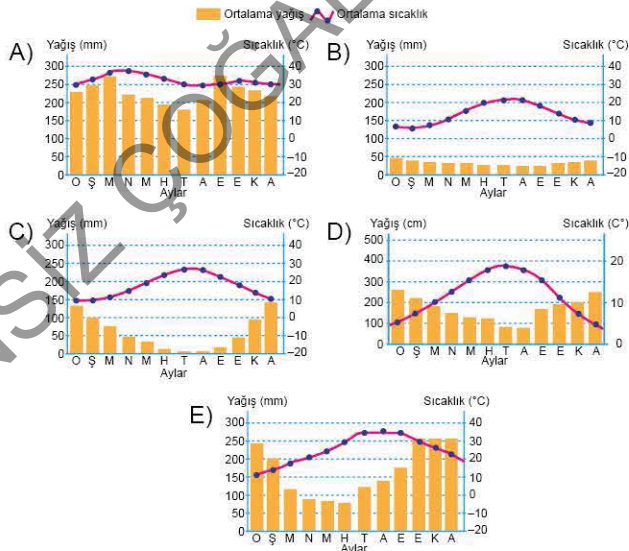 Ortalama yağış Ortalama sıcaklık
A) Yağış (mm) Sıcaklık (°C)
300 40
250 30
200 20
150 10
100 0
50 –10
0 –20
O Ş M N M H T A E E K A
Aylar
B) Yağış (mm) Sıcaklık (°C)
300 40
250 30
200 20
150 10
100 0
50 –10
0 –20
O Ş M N M H T A E E K A
Aylar
C) Yağış (mm) Sıcaklık (°C)
300 40
250 30
200 20
150 10
100 0
50 –10
0 –20
O Ş M N M H T A E E K A
Aylar
D) Yağış (cm) Sıcaklık (C°)
500
400 20
300
200 10
100
0 0
O Ş M N M H T A E E K A
Aylar
E) Yağış (mm) Sıcaklık (°C)
300 40
250 30
200 20
150 10
100 0
50 –10
0 –20
O Ş M N M H T A E E K A
Aylar